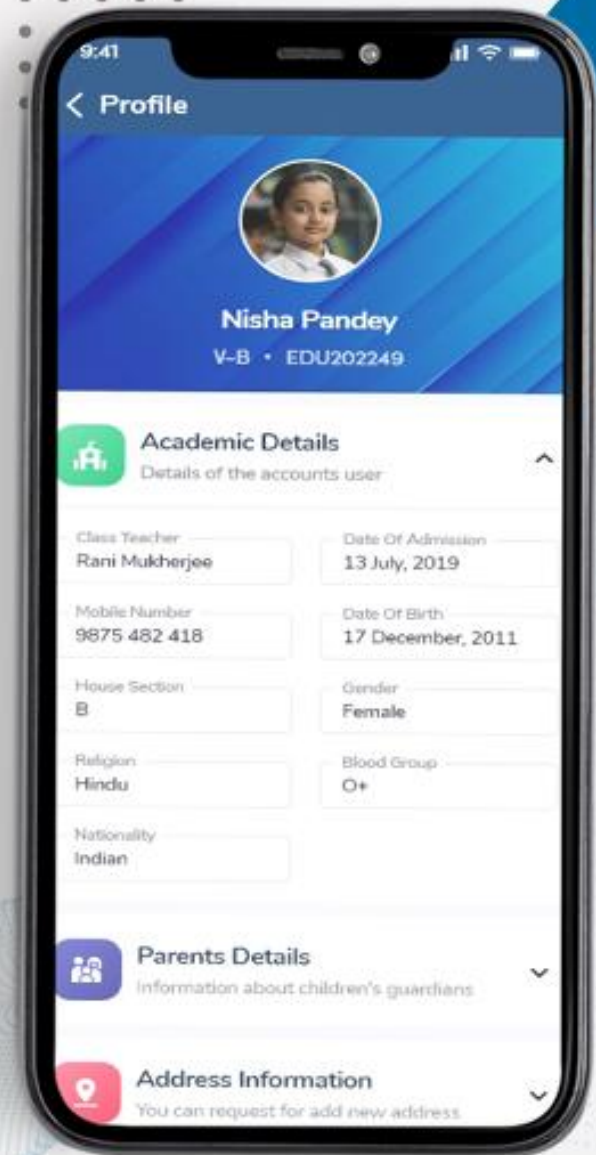 9:41
Profile
Nisha Pandey
V-B • EDU202249
Academic Details
Details of the accounts user
Class Teacher
Rani Mukherjee
Date Of Admission
13 July, 2019
Mobile Number
9875 482 418
Date Of Birth
17 December, 2011
House Section
B
Gender
Female
Religion
Hindu
Blood Group
O+
Nationality
Indian
Parents Details
Information about children's guardians
Address Information
You can request for add new address